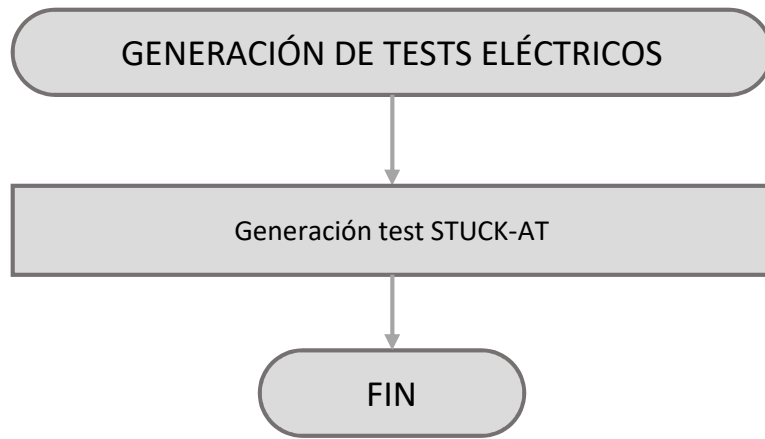 GENERACIÓN DE TESTS ELÉCTRICOS
Generación test STUCK-AT
FIN